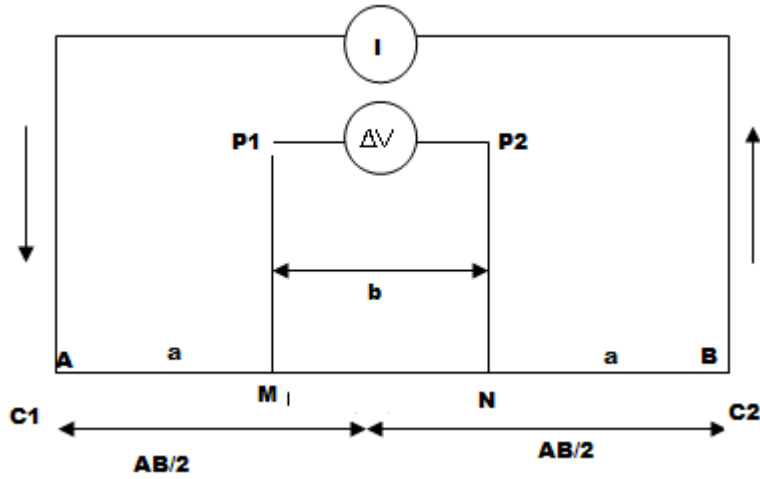 I
P1 ΔV P2
b
A a a B
M N
C1 C2
AB/2 AB/2